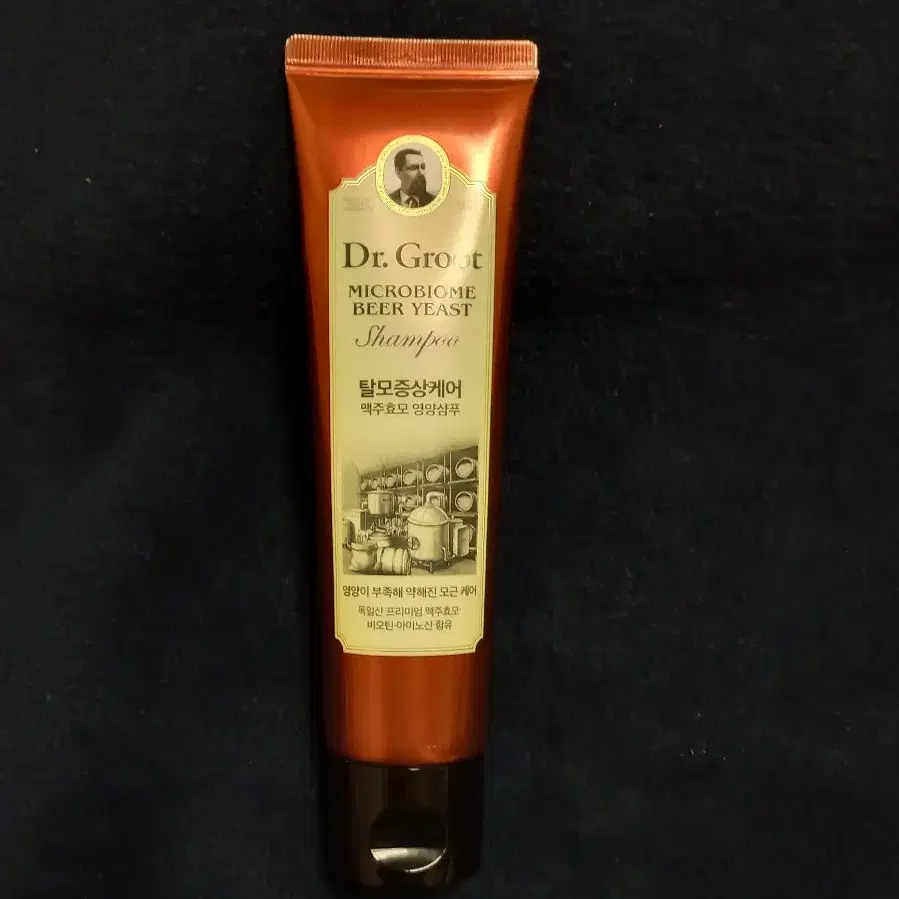 Dr. Groot
MICROBIOME
BEER YEAST
Shampoo
탈모증상케어
맥주효모 영양샴푸
영양이 부족해 약해진 모근 케어
독일산 프리미엄 맥주효모
비오틴·아미노산 함유